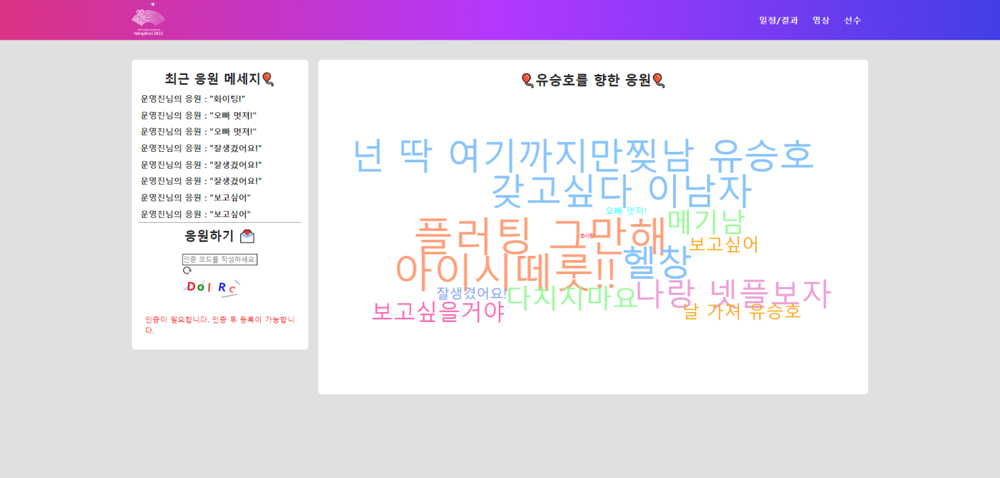 Hangzhou 2022
일정/결과 영상 선수
최근 응원 메세지🎈
운영진님의 응원 : "화이팅!"
운영진님의 응원 : "오빠 멋져!"
운영진님의 응원 : "오빠 멋져!"
운영진님의 응원 : "잘생겼어요!"
운영진님의 응원 : "잘생겼어요!"
운영진님의 응원 : "잘생겼어요!"
운영진님의 응원 : "보고싶어"
운영진님의 응원 : "보고싶어"
응원하기 💌
인증 코드를 작성하세요
Do l R c
인증이 필요합니다, 인증 후 등록이 가능합니
다.
🎈유승호를 향한 응원🎈
넌 딱 여기까지만찢남 유승호
갖고싶다 이남자
오빠 멋져!
메기남
플러팅 그만해
화이팅!
보고싶어
헬창
아이시떼룻!!
나랑 넷플보자
잘생겼어요!
다치지마요
보고싶을거야
날 가져 유승호